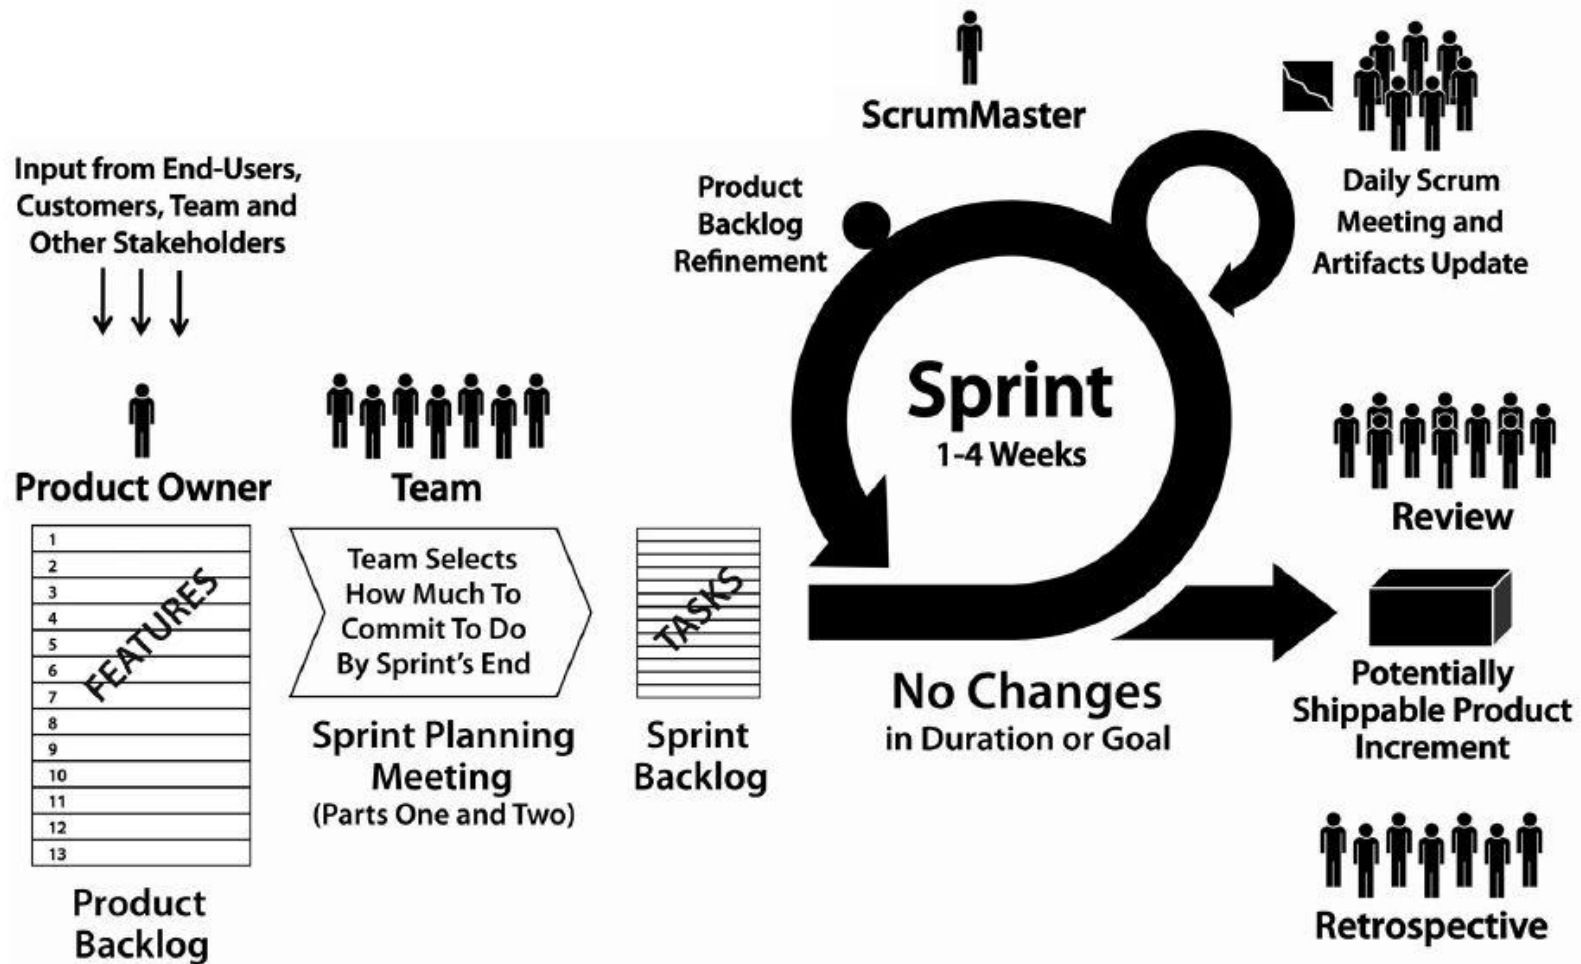 ScrumMaster
Input from End-Users,
Customers, Team and
Other Stakeholders
Product
Backlog
Refinement
Daily Scrum
Meeting and
Artifacts Update
Sprint
1-4 Weeks
Product Owner
Team
Review
1
2
3
4
5
6
7
8
9
10
11
12
13
FEATURES
Team Selects
How Much To
Commit To Do
By Sprint's End
TASKS
No Changes
in Duration or Goal
Potentially
Shippable Product
Increment
Sprint Planning
Meeting
(Parts One and Two)
Sprint
Backlog
Product
Backlog
Retrospective